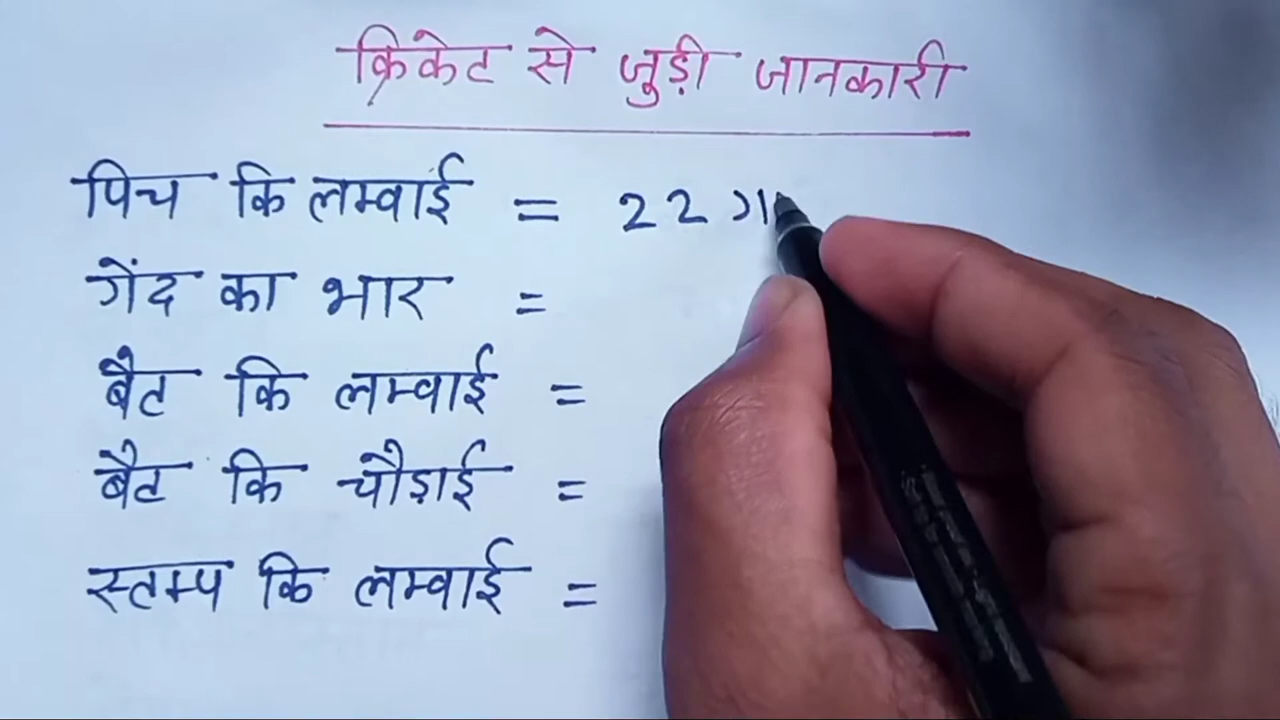 क्रिकेट से जुड़ी जानकारी
पिच कि लम्वाई = 22 ग
गेंद का भार =
बैट कि लम्वाई =
बैट कि चौड़ाई =
स्तम्प कि लम्वाई =